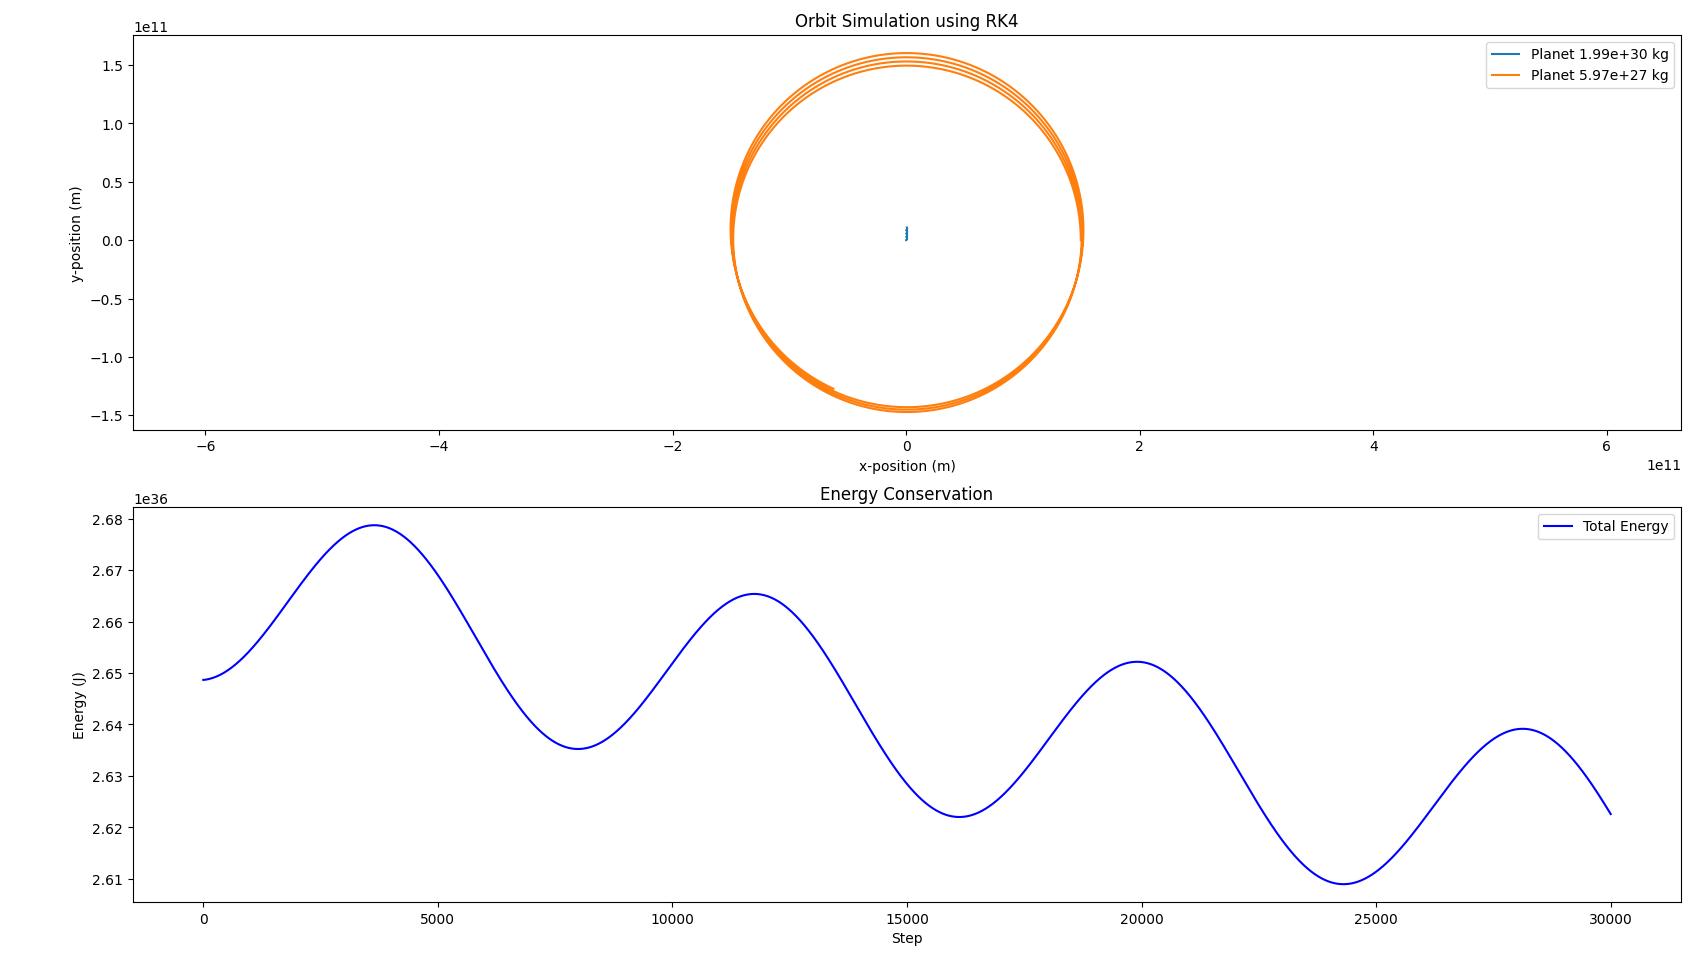 Orbit Simulation using RK4
1e11
Planet 1.99e+30 kg
Planet 5.97e+27 kg
y-position (m)
1.5
1.0
0.5
0.0
−0.5
−1.0
−1.5
−6 −4 −2 0 2 4 6
1e11
x-position (m)
Energy Conservation
1e36
Total Energy
Energy (J)
2.68
2.67
2.66
2.65
2.64
2.63
2.62
2.61
0 5000 10000 15000 20000 25000 30000
Step